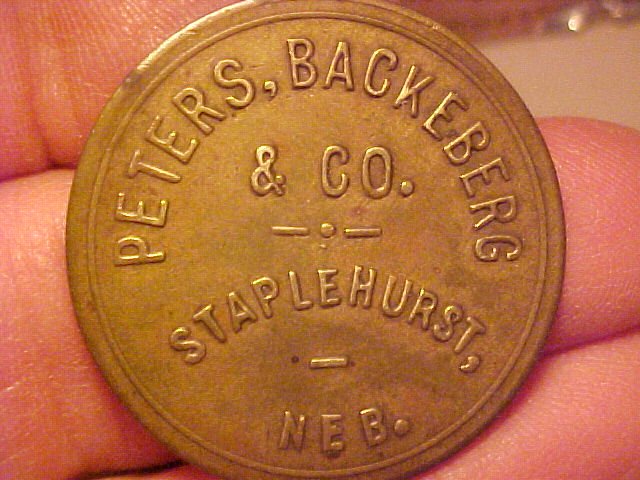 PETERS, BACKEBERG
& CO.
STAPLEHURST,
NEB.